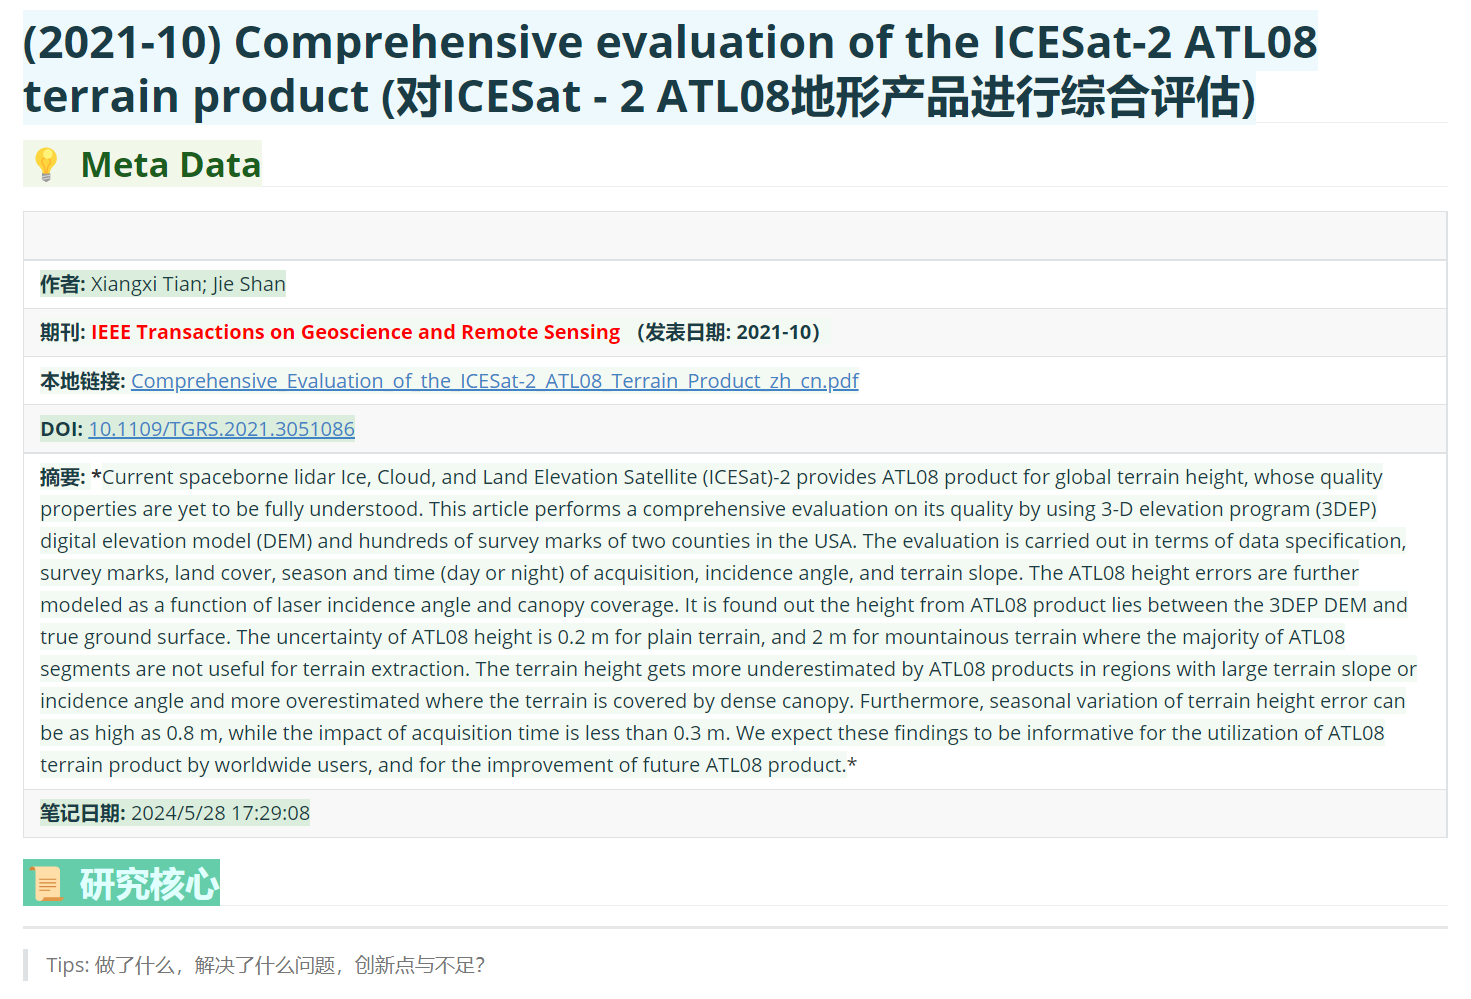 (2021-10) Comprehensive evaluation of the ICESat-2 ATL08
terrain product (对ICESat - 2 ATL08地形产品进行综合评估)
💡 Meta Data
作者: Xiangxi Tian; Jie Shan
期刊: IEEE Transactions on Geoscience and Remote Sensing （发表日期: 2021-10）
本地链接: Comprehensive_Evaluation_of_the_ICESat-2_ATL08_Terrain_Product_zh_cn.pdf
DOI: 10.1109/TGRS.2021.3051086
摘要: *Current spaceborne lidar Ice, Cloud, and Land Elevation Satellite (ICESat)-2 provides ATL08 product for global terrain height, whose quality
properties are yet to be fully understood. This article performs a comprehensive evaluation on its quality by using 3-D elevation program (3DEP)
digital elevation model (DEM) and hundreds of survey marks of two counties in the USA. The evaluation is carried out in terms of data specification,
survey marks, land cover, season and time (day or night) of acquisition, incidence angle, and terrain slope. The ATL08 height errors are further
modeled as a function of laser incidence angle and canopy coverage. It is found out the height from ATL08 product lies between the 3DEP DEM and
true ground surface. The uncertainty of ATL08 height is 0.2 m for plain terrain, and 2 m for mountainous terrain where the majority of ATL08
segments are not useful for terrain extraction. The terrain height gets more underestimated by ATL08 products in regions with large terrain slope or
incidence angle and more overestimated where the terrain is covered by dense canopy. Furthermore, seasonal variation of terrain height error can
be as high as 0.8 m, while the impact of acquisition time is less than 0.3 m. We expect these findings to be informative for the utilization of ATL08
terrain product by worldwide users, and for the improvement of future ATL08 product.*
笔记日期: 2024/5/28 17:29:08
📜 研究核心
Tips: 做了什么，解决了什么问题，创新点与不足？